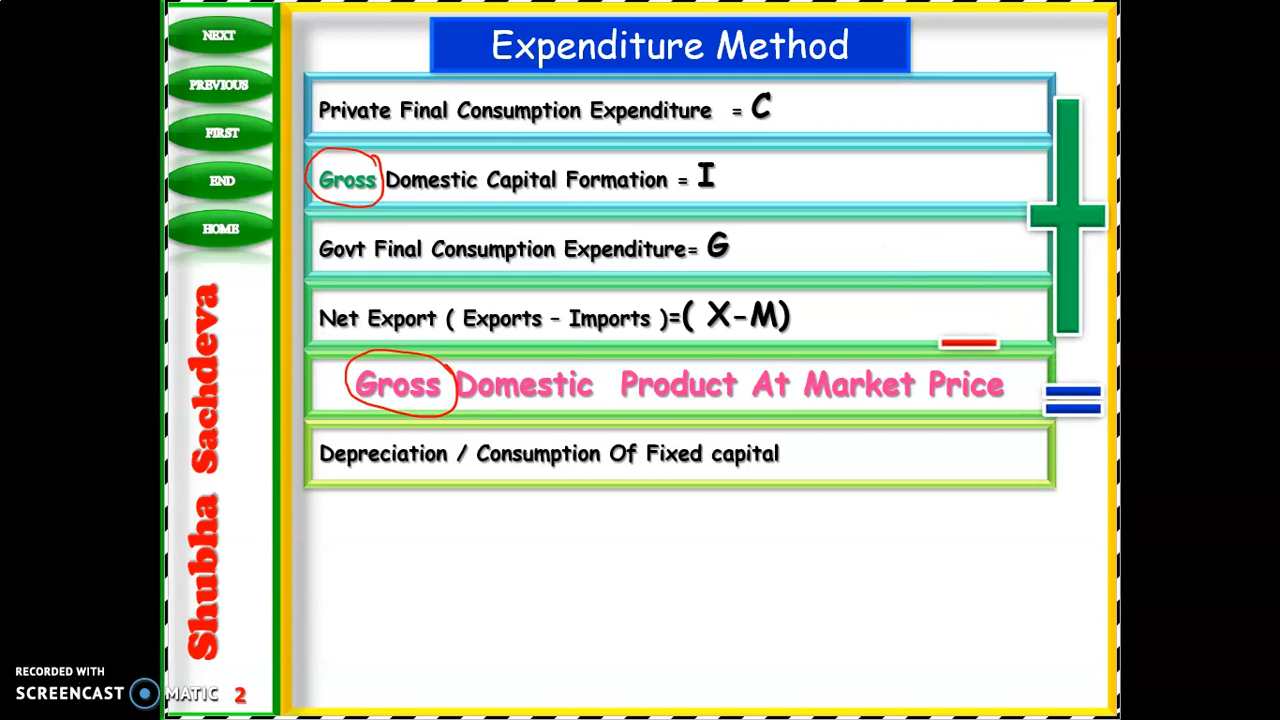 NEXT
PREVIOUS
FIRST
END
HOME
Shubha Sachdeva
Expenditure Method
Private Final Consumption Expenditure = C
Gross Domestic Capital Formation = I
Govt Final Consumption Expenditure= G
Net Export ( Exports - Imports )=( X-M)
Gross Domestic Product At Market Price
Depreciation / Consumption Of Fixed capital
RECORDED WITH
SCREENCAST MATIC 2